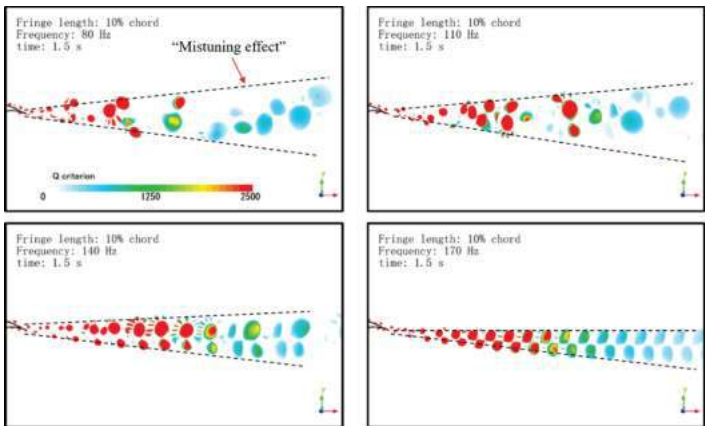 Fringe length: 10% chord
Frequency: 80 Hz
time: 1.5 s
“Mistuning effect”
Q criterion
0 1250 2500
Fringe length: 10% chord
Frequency: 110 Hz
time: 1.5 s
Fringe length: 10% chord
Frequency: 140 Hz
time: 1.5 s
Fringe length: 10% chord
Frequency: 170 Hz
time: 1.5 s